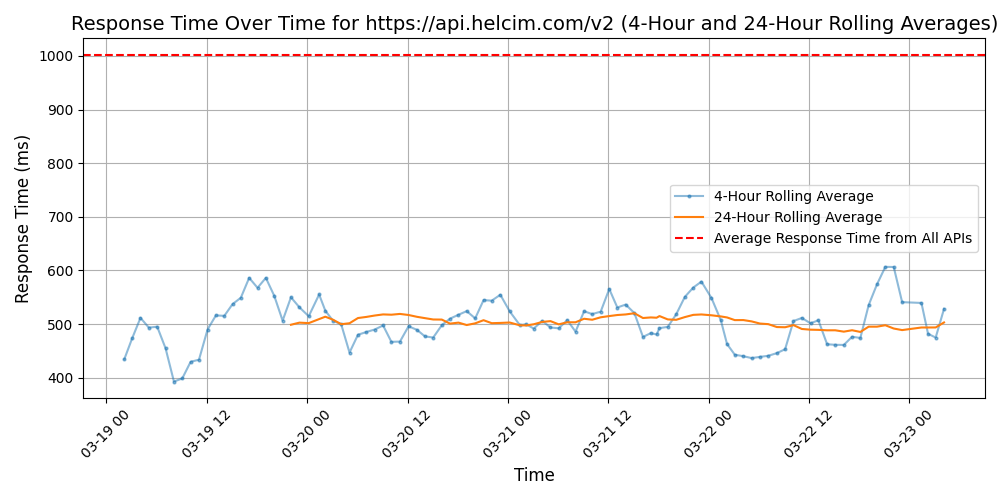 Response Time Over Time for https://api.helcim.com/v2 (4-Hour and 24-Hour Rolling Averages)
Response Time (ms)
1000
900
800
700
600
500
400
4-Hour Rolling Average
24-Hour Rolling Average
Average Response Time from All APIs
03-19 00
03-19 12
03-20 00
03-20 12
03-21 00
03-21 12
03-22 00
03-22 12
03-23 00
Time